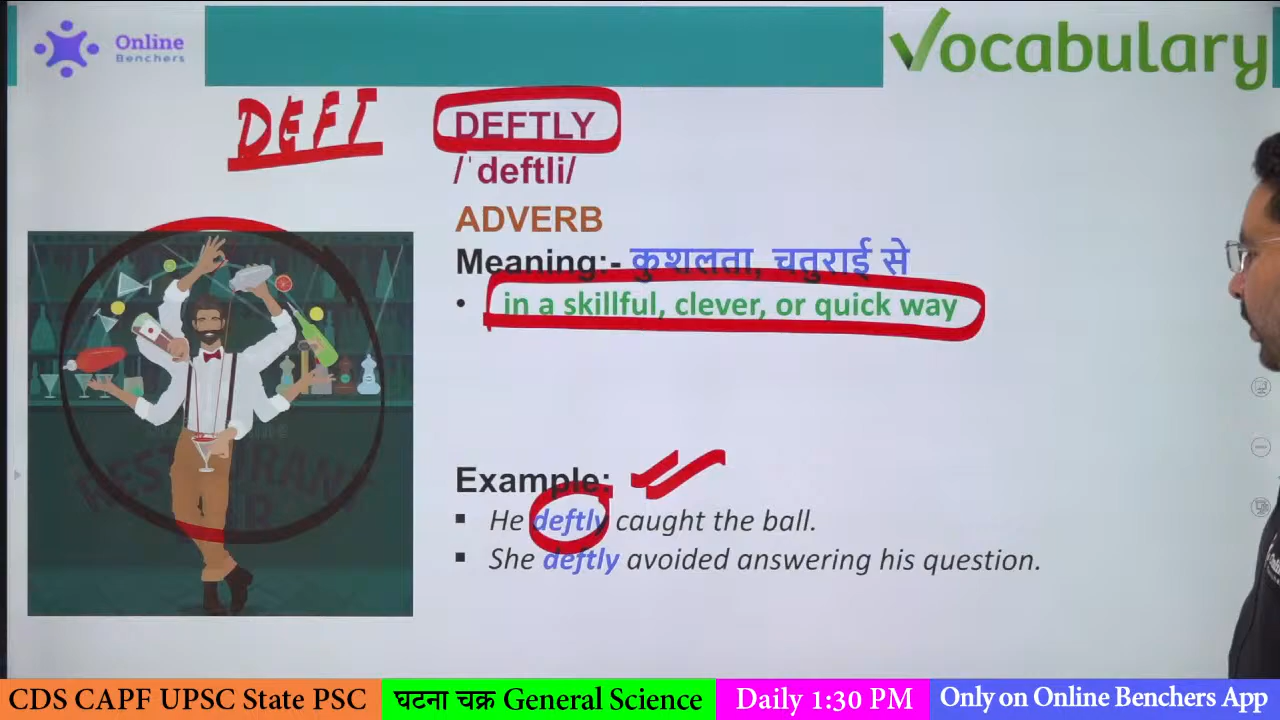 Online
Benchers
Vocabulary
DEFT
DEFTLY
/ˈdeftli/
ADVERB
Meaning:- कुशलता, चतुराई से
• in a skillful, clever, or quick way
Example:
▪ He deftly caught the ball.
▪ She deftly avoided answering his question.
CDS CAPF UPSC State PSC
घटना चक्र General Science
Daily 1:30 PM
Only on Online Benchers App